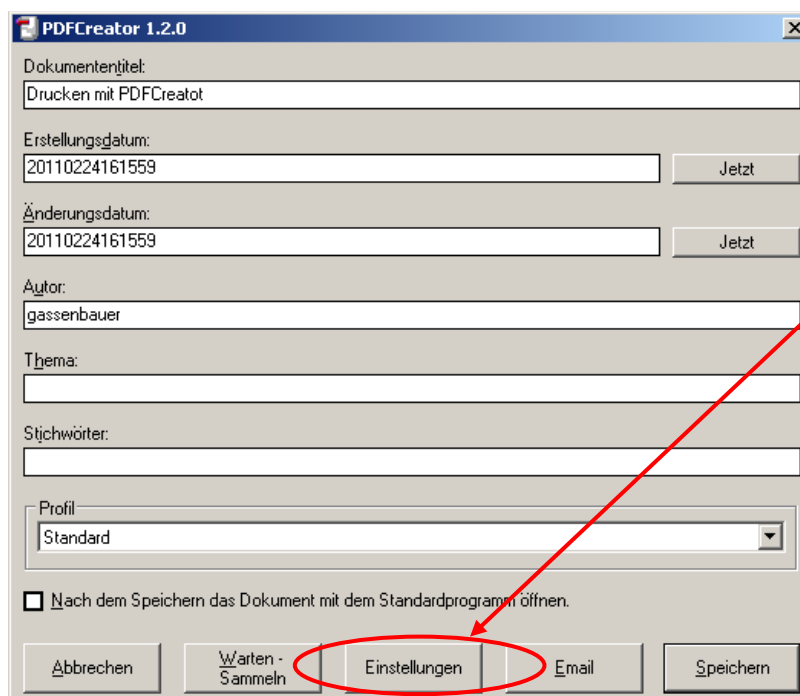 PDFCreator 1.2.0
Dokumententitel:
Drucken mit PDFCreatot
Erstellungsdatum:
20110224161559
Jetzt
Änderungsdatum:
20110224161559
Jetzt
Autor:
gassenbauer
Thema:
Stichwörter:
Profil
Standard
Nach dem Speichern das Dokument mit dem Standardprogramm öffnen.
Abbrechen
Warten -
Sammeln
Einstellungen
Email
Speichern